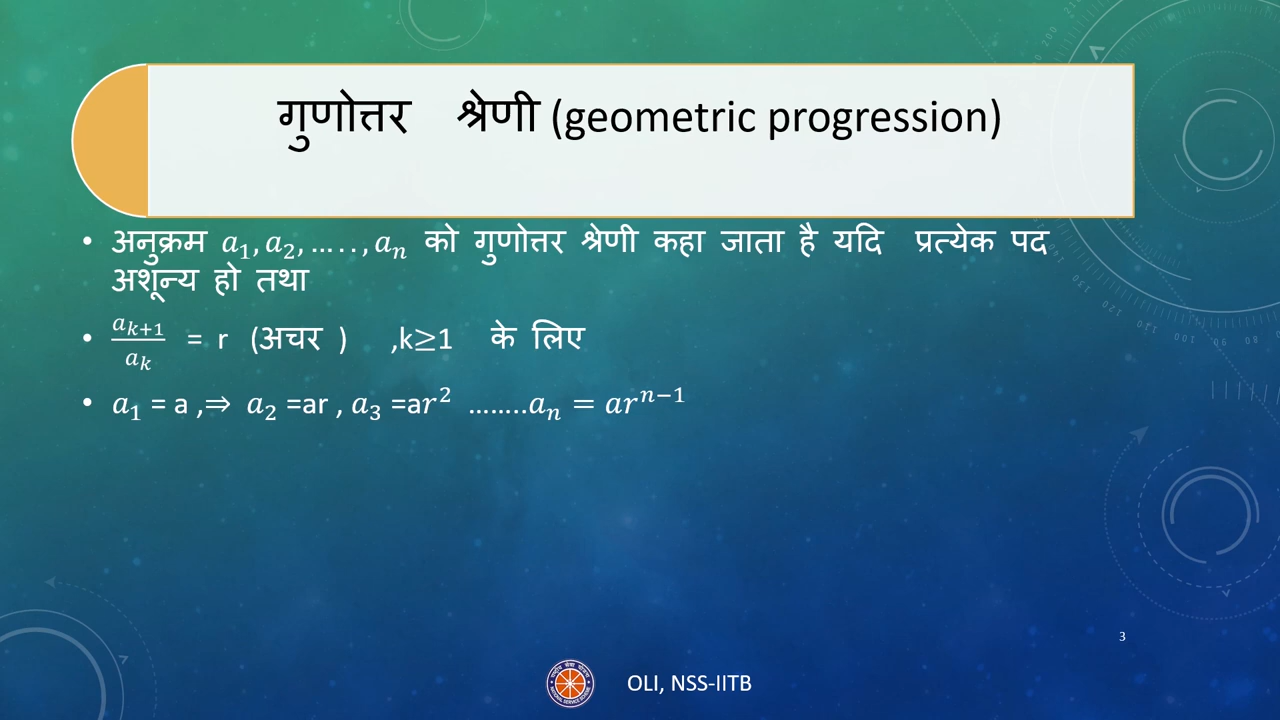 गुणोत्तर श्रेणी (geometric progression)
• अनुक्रम a₁, a₂, ….., aₙ को गुणोत्तर श्रेणी कहा जाता है यदि प्रत्येक पद
अशून्य हो तथा
• aₖ₊₁/aₖ = r (अचर ) ,k≥1 के लिए
• a₁ = a ,⇒ a₂ =ar , a₃ =ar² ……..aₙ = arⁿ⁻¹
3
OLI, NSS-IITB